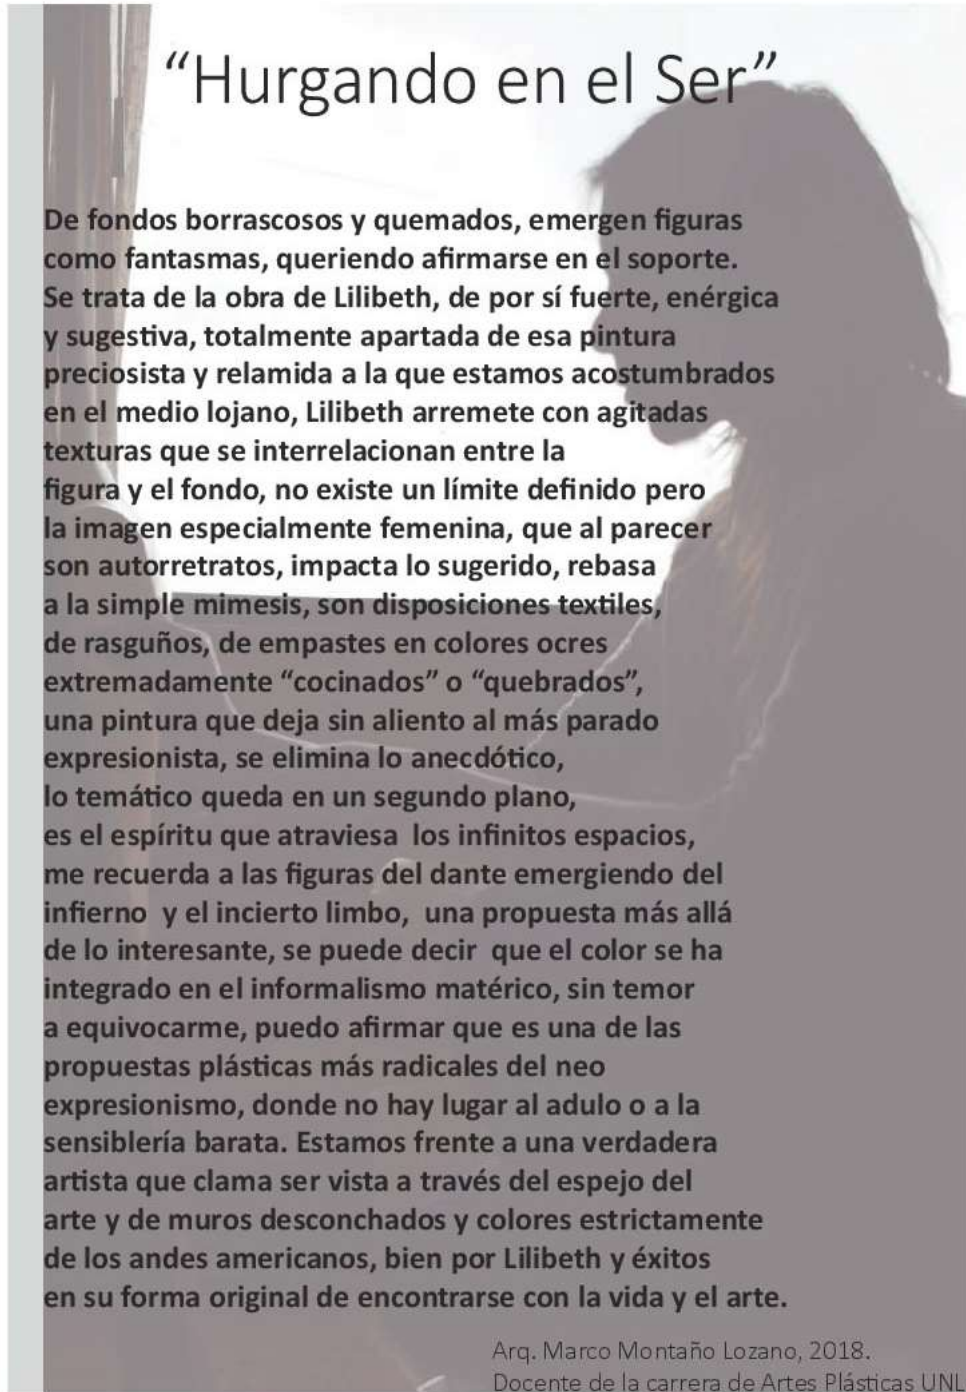 “Hurgando en el Ser”
De fondos borrascosos y quemados, emergen figuras
como fantasmas, queriendo afirmarse en el soporte.
Se trata de la obra de Lilibeth, de por sí fuerte, enérgica
y sugestiva, totalmente apartada de esa pintura
preciosista y relamida a la que estamos acostumbrados
en el medio lojano, Lilibeth arremete con agitadas
texturas que se interrelacionan entre la
figura y el fondo, no existe un límite definido pero
la imagen especialmente femenina, que al parecer
son autorretratos, impacta lo sugerido, rebasa
a la simple mimesis, son disposiciones textiles,
de rasguños, de empastes en colores ocres
extremadamente “cocinados” o “quebrados”,
una pintura que deja sin aliento al más parado
expresionista, se elimina lo anecdótico,
lo temático queda en un segundo plano,
es el espíritu que atraviesa los infinitos espacios,
me recuerda a las figuras del dante emergiendo del
infierno y el incierto limbo, una propuesta más allá
de lo interesante, se puede decir que el color se ha
integrado en el informalismo matérico, sin temor
a equivocarme, puedo afirmar que es una de las
propuestas plásticas más radicales del neo
expresionismo, donde no hay lugar al adulo o a la
sensiblería barata. Estamos frente a una verdadera
artista que clama ser vista a través del espejo del
arte y de muros desconchados y colores estrictamente
de los andes americanos, bien por Lilibeth y éxitos
en su forma original de encontrarse con la vida y el arte.
Arq. Marco Montaño Lozano, 2018.
Docente de la carrera de Artes Plásticas UNL